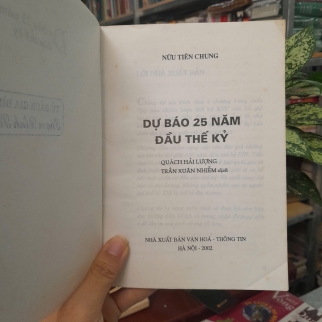 NỮU TIÊN CHUNG
DỰ BÁO 25 NĂM
ĐẦU THẾ KỶ
QUÁCH HẢI LƯỢNG
TRẦN XUÂN NHIỄM dịch
NHÀ XUẤT BẢN VĂN HOÁ - THÔNG TIN
HÀ NỘI - 2002